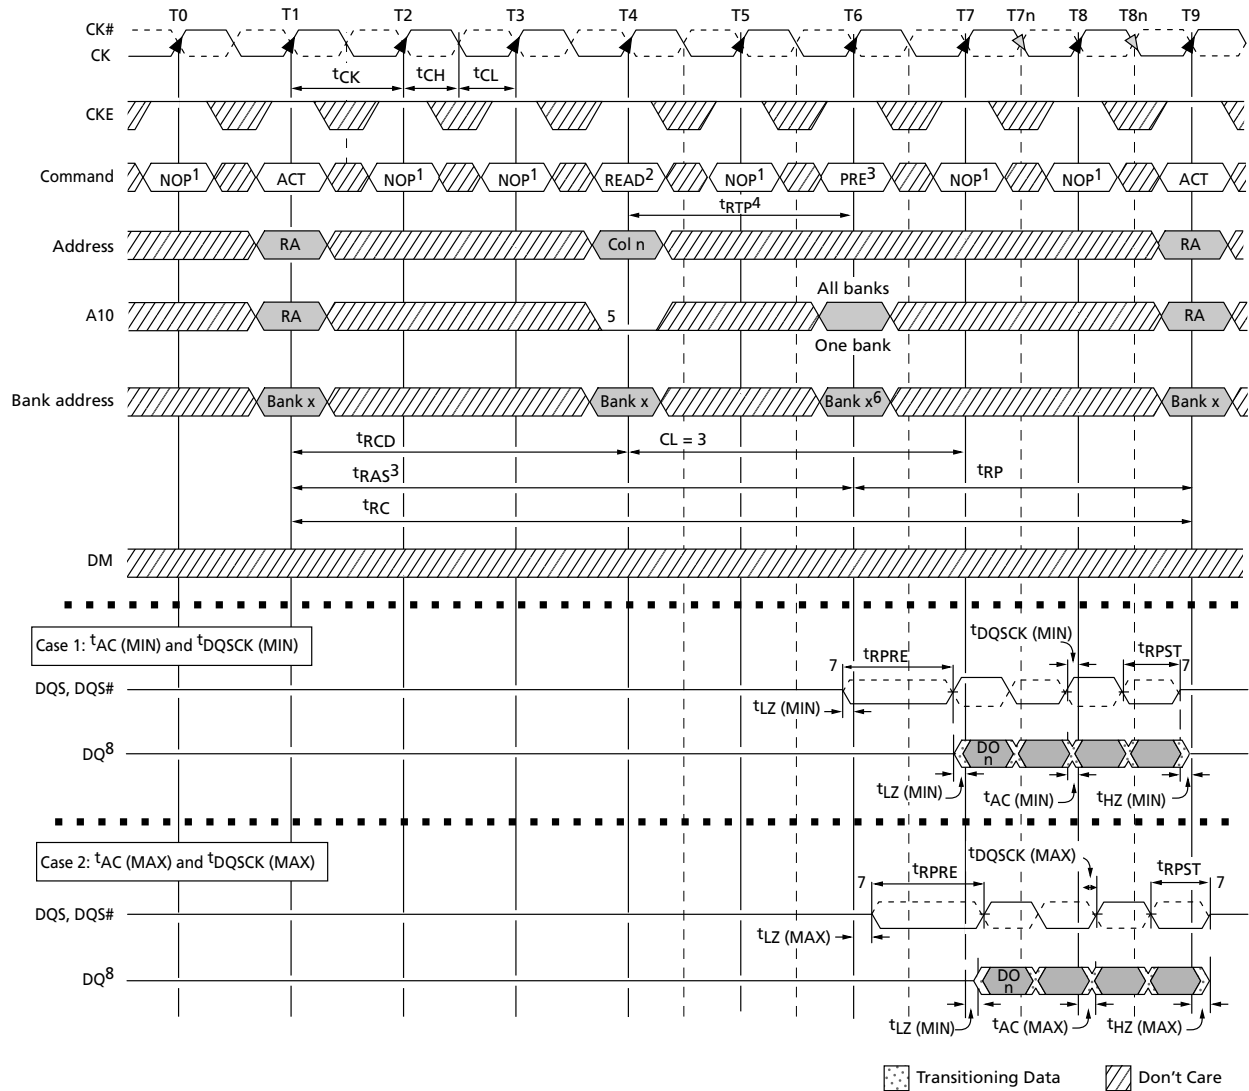 T0 T1 T2 T3 T4 T5 T6 T7 T7n T8 T8n T9
CK#
CK
tCK tCH tCL
CKE
Command NOP1 ACT NOP1 NOP1 READ2 NOP1 PRE3 NOP1 NOP1 ACT
tRTP4
Address RA Col n RA
All banks
A10 RA 5 RA
One bank
Bank address Bank x Bank x Bank x6 Bank x
tRCD CL = 3
tRAS3 tRP
tRC
DM
Case 1: tAC (MIN) and tDQSCK (MIN)
tDQSCK (MIN)
7 tRPRE tRPST 7
DQS, DQS#
tLZ (MIN)
DQ8 DO
n
tLZ (MIN) tAC (MIN) tHZ (MIN)
Case 2: tAC (MAX) and tDQSCK (MAX)
tDQSCK (MAX)
7 tRPRE tRPST 7
DQS, DQS#
tLZ (MAX)
DQ8 DO
n
tLZ (MIN) tAC (MAX) tHZ (MAX)
Transitioning Data Don't Care